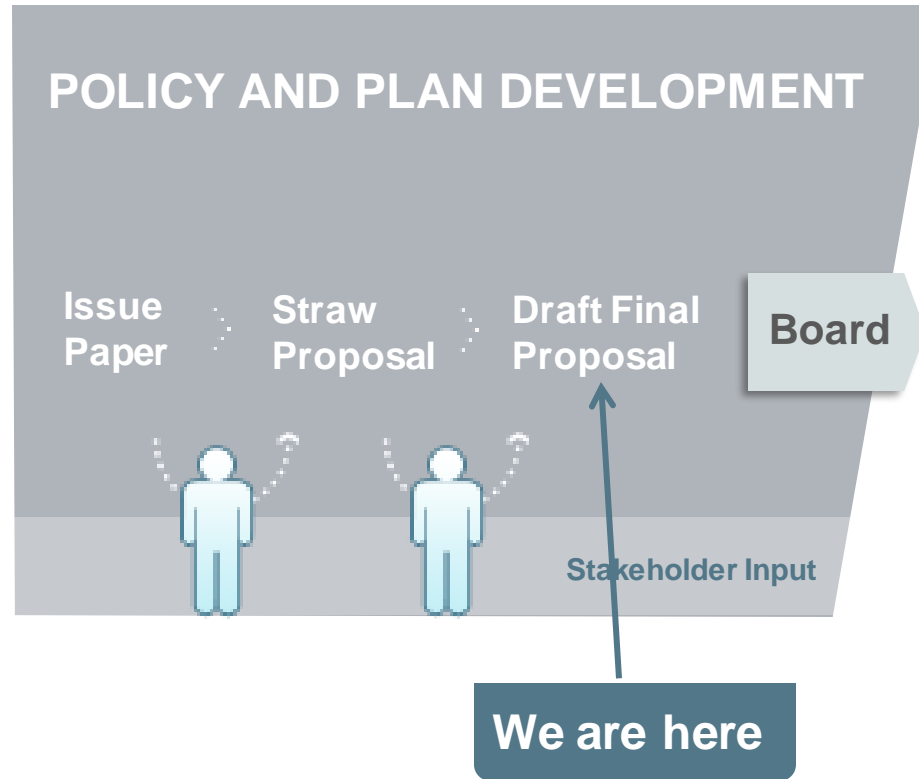 POLICY AND PLAN DEVELOPMENT
Issue
Paper
Straw
Proposal
Draft Final
Proposal
Board
Stakeholder Input
We are here